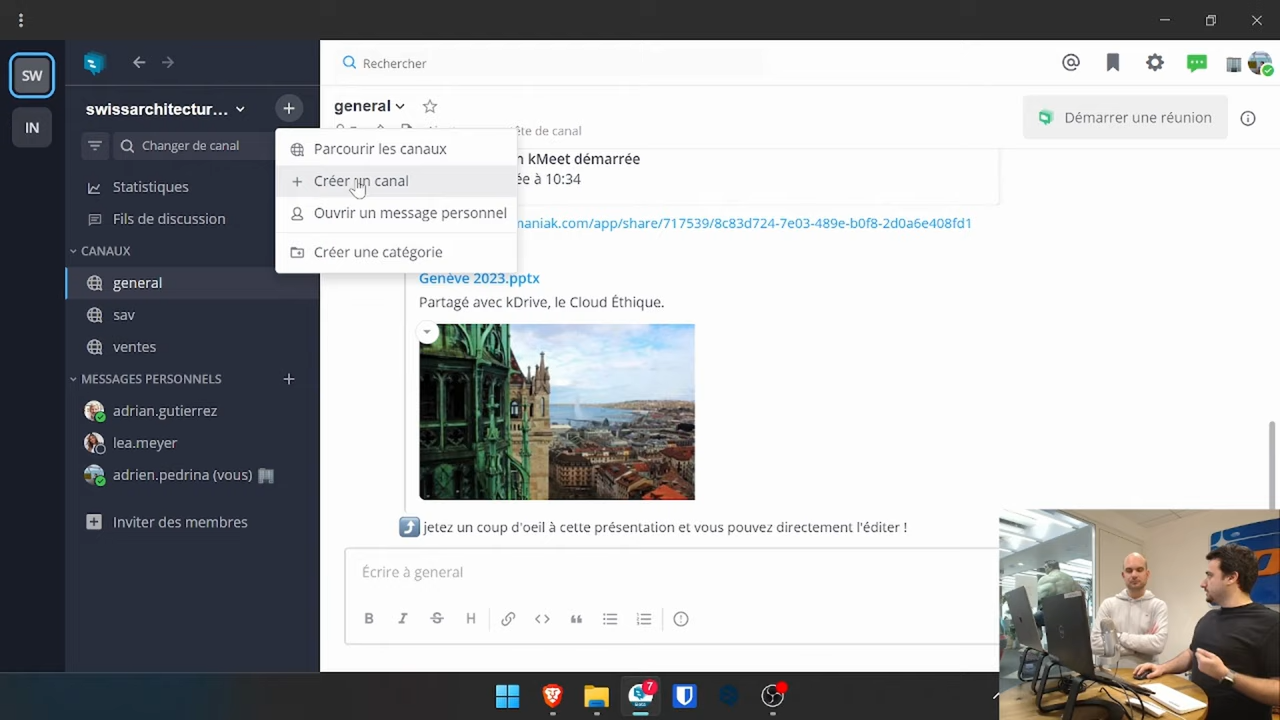 SW
IN
swissarchitectur...
Changer de canal
Statistiques
Fils de discussion
CANAUX
general
sav
ventes
MESSAGES PERSONNELS
adrian.gutierrez
lea.meyer
adrien.pedrina (vous)
Inviter des membres
Parcourir les canaux
Créer un canal
Ouvrir un message personnel
Créer une catégorie
Rechercher
general
de canal
Démarrer une réunion
kMeet démarrée
à 10:34
maniak.com/app/share/717539/8c83d724-7e03-489e-b0f8-2d0a6e408fd1
Genève 2023.pptx
Partagé avec kDrive, le Cloud Éthique.
jetez un coup d'oeil à cette présentation et vous pouvez directement l'éditer !
Écrire à general
B I S H
7